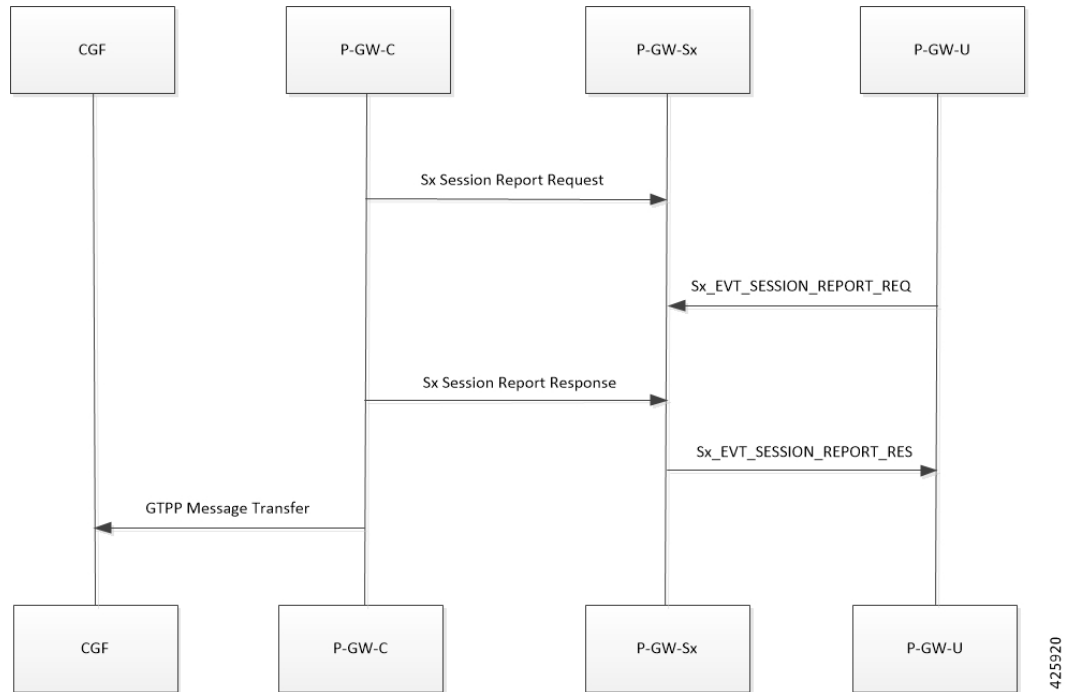 CGF
P-GW-C
P-GW-Sx
P-GW-U
Sx Session Report Request
Sx_EVT_SESSION_REPORT_REQ
Sx Session Report Response
Sx_EVT_SESSION_REPORT_RES
GTPP Message Transfer
CGF
P-GW-C
P-GW-Sx
P-GW-U
425920